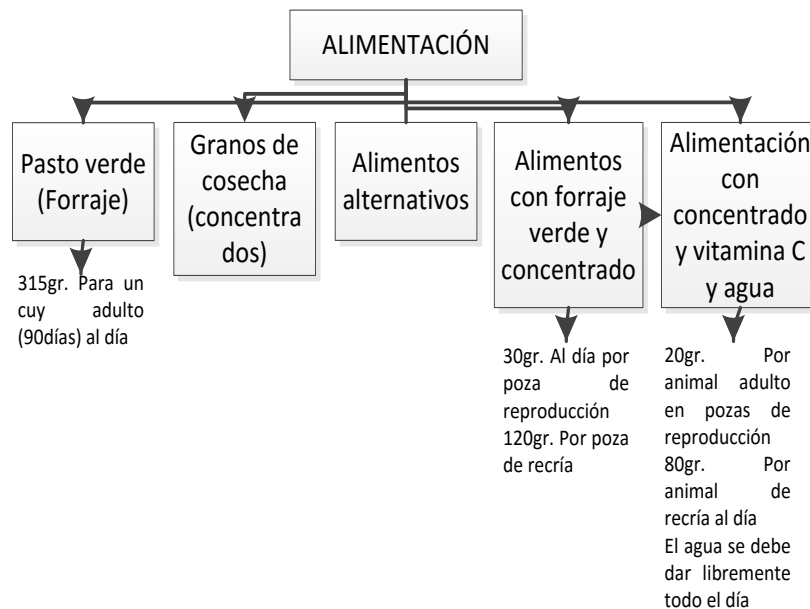 ALIMENTACIÓN
Pasto verde
(Forraje)
Granos de
cosecha
(concentra
dos)
Alimentos
alternativos
Alimentos
con forraje
verde y
concentrado
Alimentación
con
concentrado
y vitamina C
y agua
315gr. Para un
cuy adulto
(90días) al día
30gr. Al día por
poza de
reproducción
120gr. Por poza
de recría
20gr. Por
animal adulto
en pozas de
reproducción
80gr. Por
animal de
recría al día
El agua se debe
dar libremente
todo el día